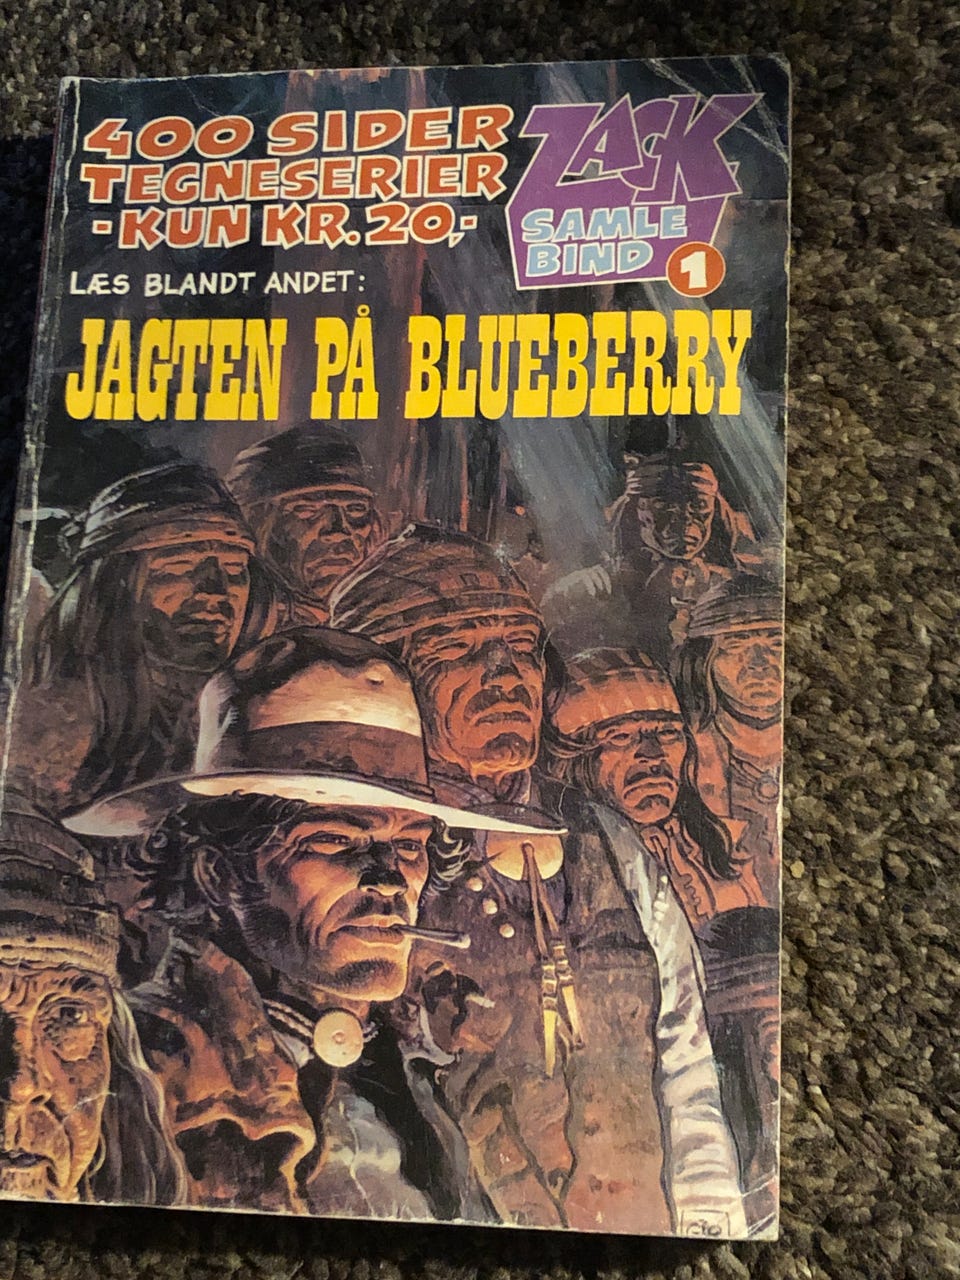 400 SIDER
TEGNESERIER
- KUN KR. 20,-
ZACK
SAMLE
BIND
1
LÆS BLANDT ANDET:
JAGTEN PÅ BLUEBERRY